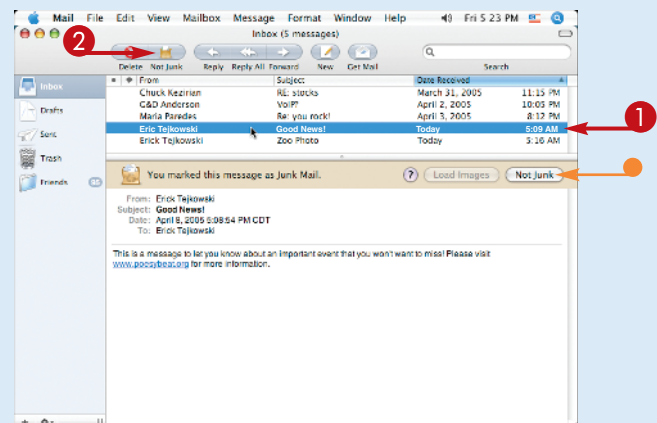 Mail File Edit View Mailbox Message Format Window Help Fri 5 23 PM
Inbox (5 messages)
2
Delete Not Junk Reply Reply All Forward New Get Mail Search
From Subject Date Received
Inbox
Chuck Kezirian RE: stocks March 31, 2005 11:15 PM
C&D Anderson VoIP? April 2, 2005 10:05 PM
Drafts
Maria Paredes Re: you rock! April 3, 2005 8:12 PM
Eric Tejkowski Good News! Today 5:09 AM
1
Sent
Erick Tejkowski Zoo Photo Today 5:16 AM
Trash
You marked this message as Junk Mail. ? Load Images Not Junk
Friends
From: Erick Tejkowski
Subject: Good News!
Date: April 8, 2005 5:08:54 PM CDT
To: Erick Tejkowski
This is a message to let you know about an important event that you won't want to miss! Please visit
www.poesybeat.org for more information.